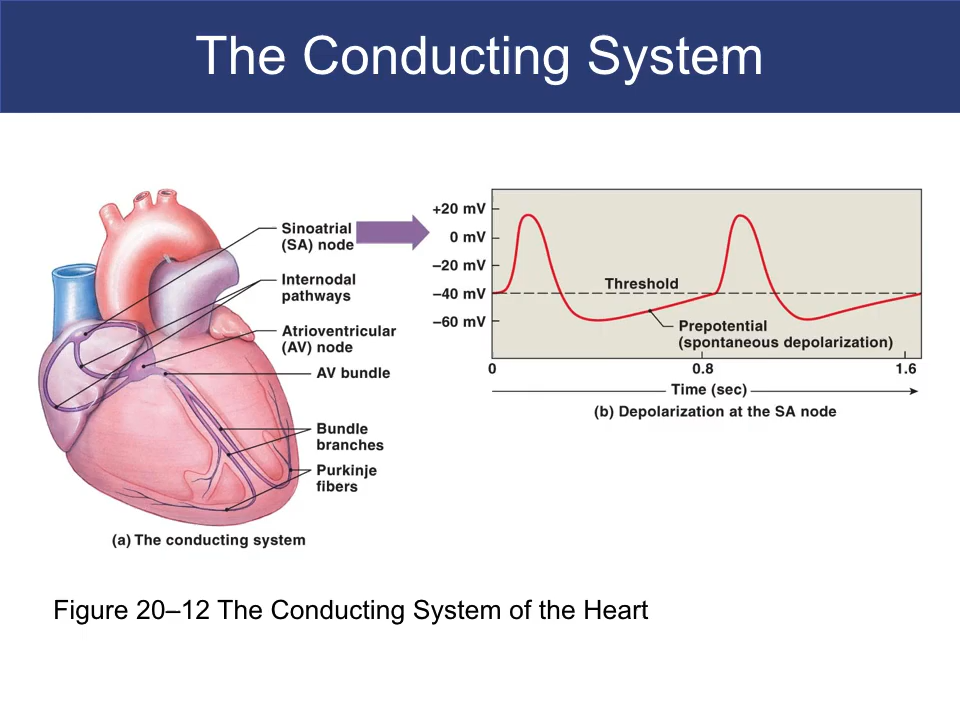 The Conducting System
Sinoatrial
(SA) node
Internodal
pathways
Atrioventricular
(AV) node
AV bundle
Bundle
branches
Purkinje
fibers
(a) The conducting system
+20 mV
0 mV
–20 mV
–40 mV
–60 mV
Threshold
Prepotential
(spontaneous depolarization)
0
0.8
1.6
Time (sec)
(b) Depolarization at the SA node
Figure 20–12 The Conducting System of the Heart